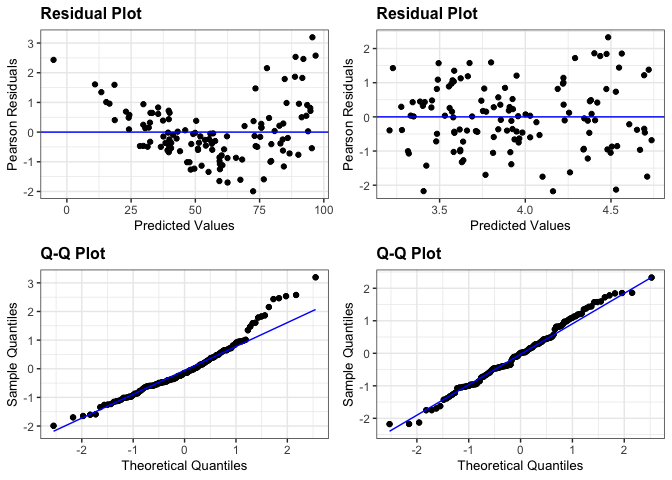 Residual Plot
Pearson Residuals
3
2
1
0
-1
-2
0 25 50 75 100
Predicted Values
Residual Plot
Pearson Residuals
2
1
0
-1
-2
3.5 4.0 4.5
Predicted Values
Q-Q Plot
Sample Quantiles
3
2
1
0
-1
-2
-2 0 1 2
Theoretical Quantiles
Q-Q Plot
Sample Quantiles
2
1
0
-1
-2
-2 0 1 2
Theoretical Quantiles